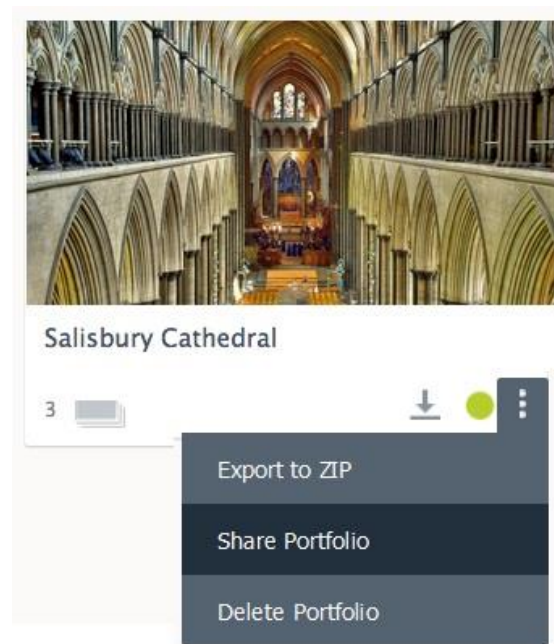 Salisbury Cathedral
3
Export to ZIP
Share Portfolio
Delete Portfolio